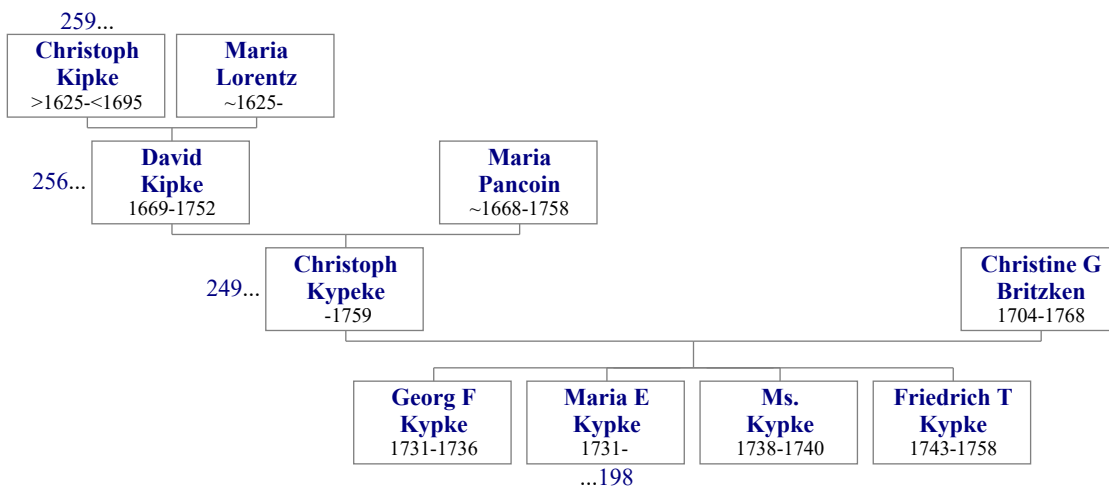 259...
Christoph
Kipke
>1625-<1695
Maria
Lorentz
~1625-
256...
David
Kipke
1669-1752
Maria
Pancoin
~1668-1758
249...
Christoph
Kypeke
-1759
Christine G
Britzken
1704-1768
Georg F
Kypke
1731-1736
Maria E
Kypke
1731-
Ms.
Kypke
1738-1740
Friedrich T
Kypke
1743-1758
...198